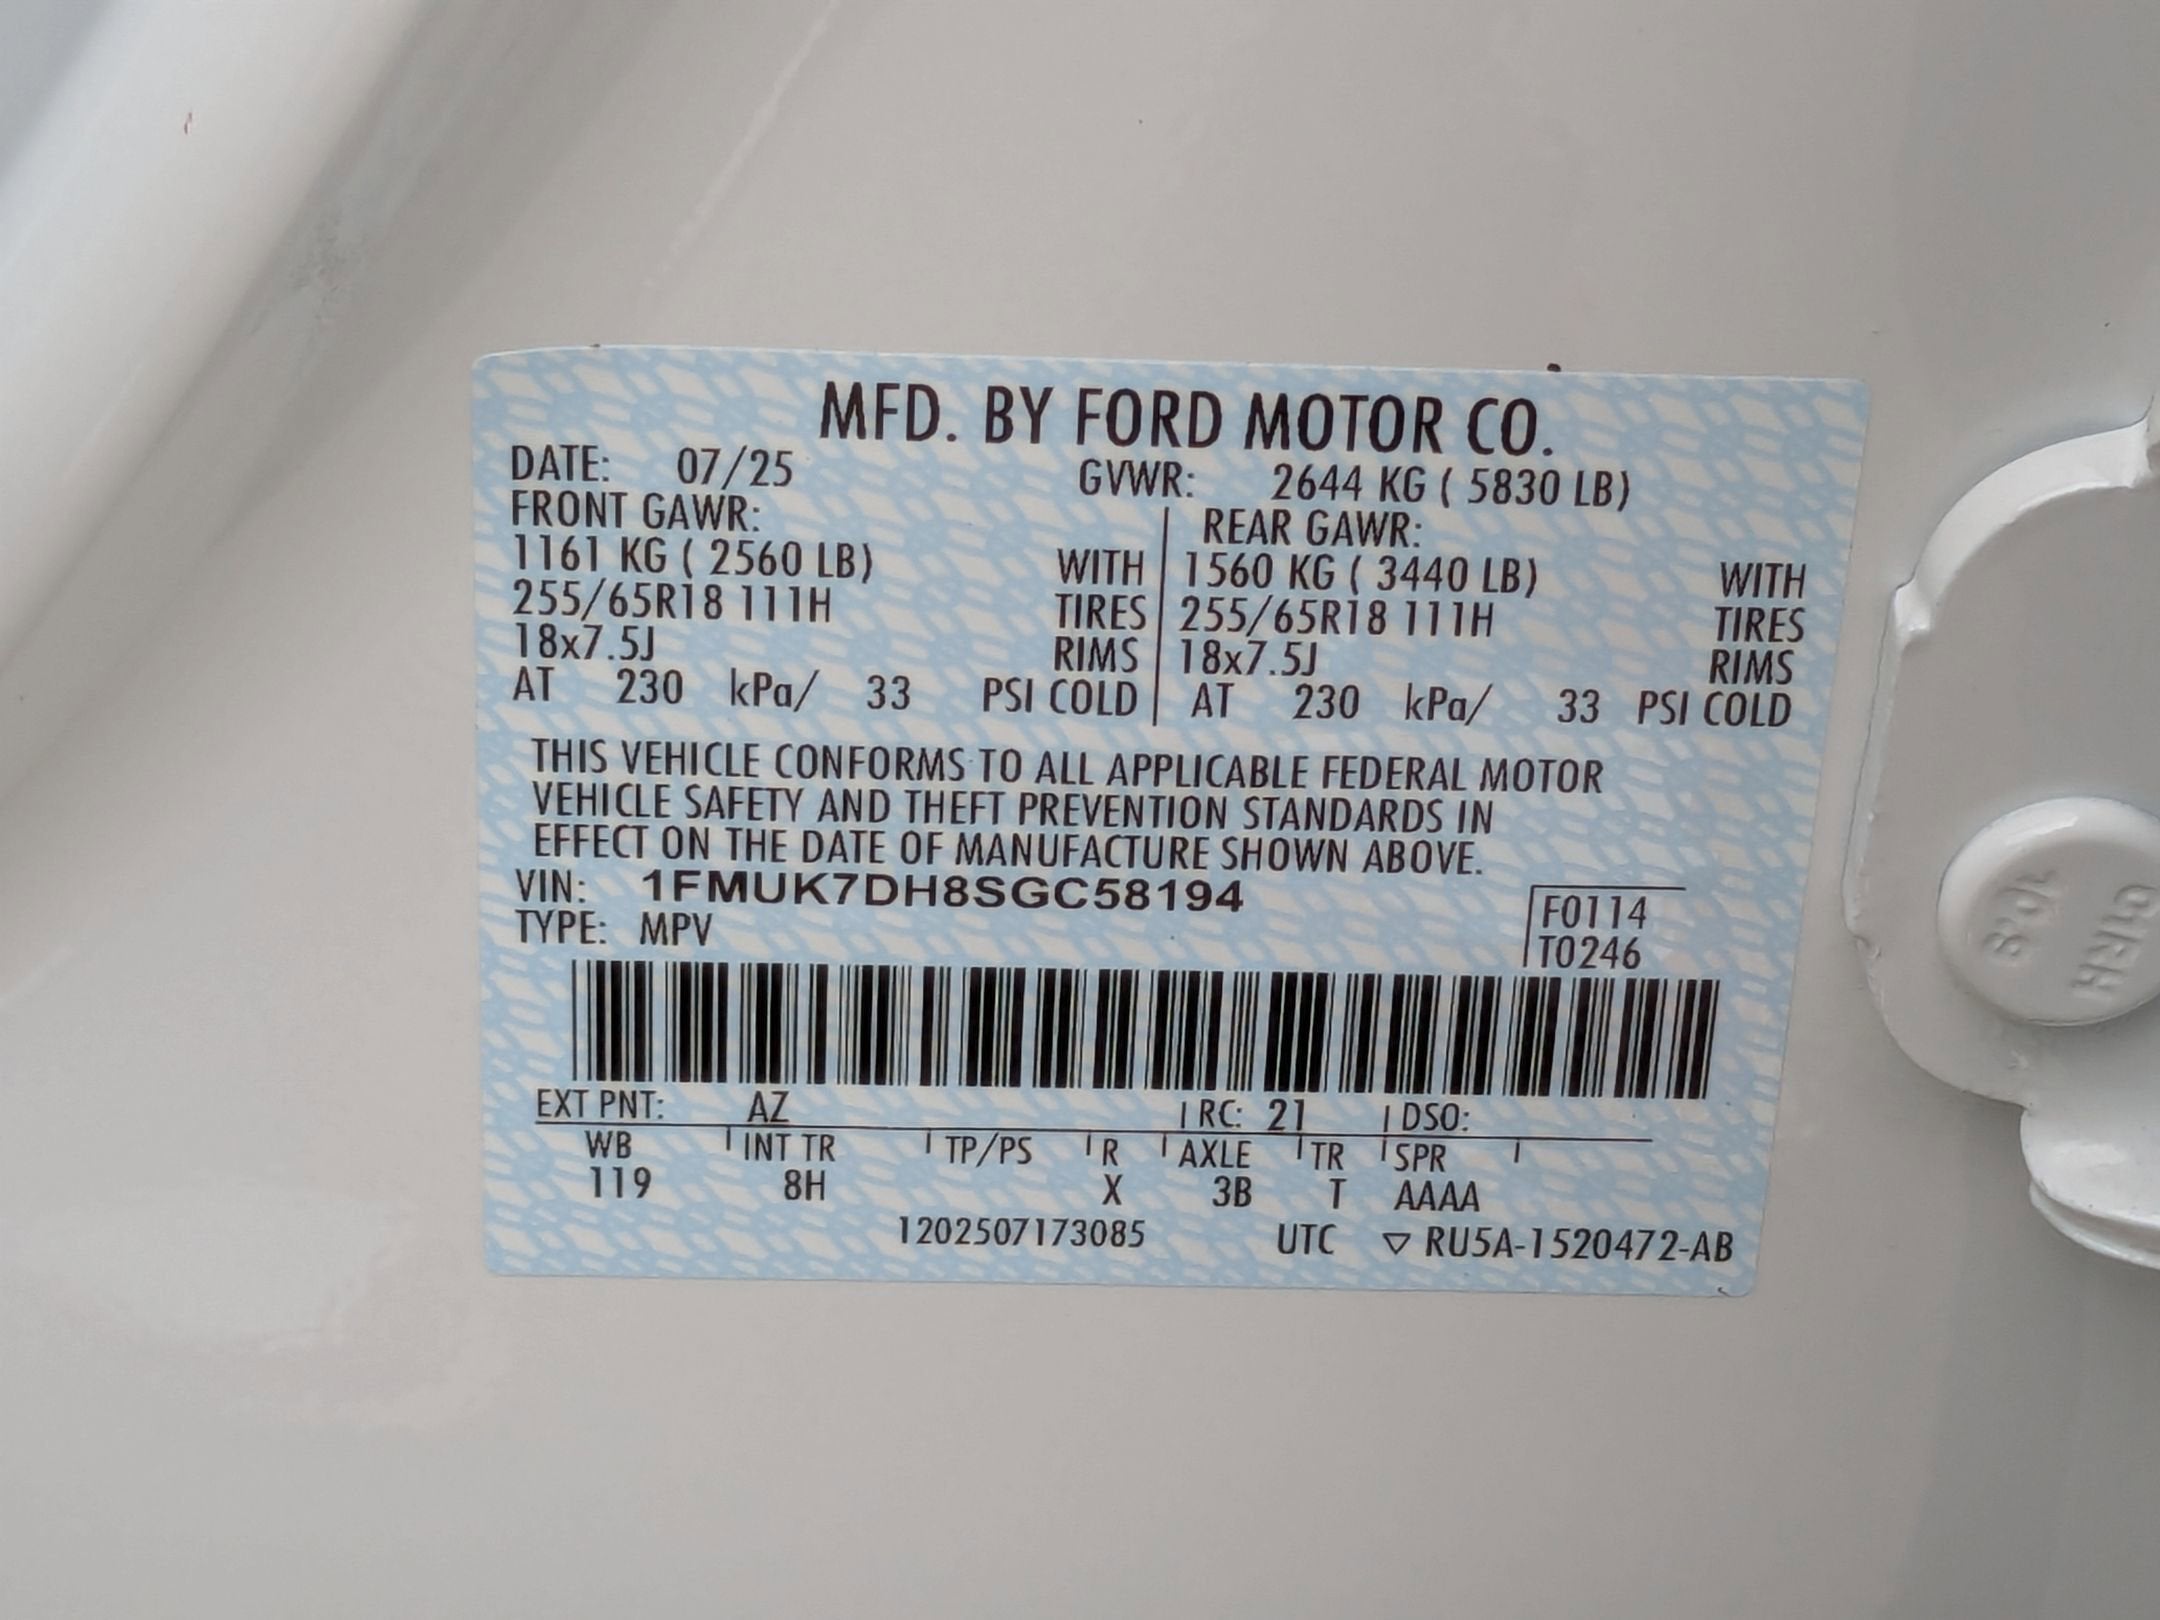 MFD. BY FORD MOTOR CO.
DATE: 07/25 GVWR: 2644 KG ( 5830 LB)
FRONT GAWR: REAR GAWR:
1161 KG ( 2560 LB) WITH 1560 KG ( 3440 LB) WITH
255/65R18 111H TIRES 255/65R18 111H TIRES
18x7.5J RIMS 18x7.5J RIMS
AT 230 kPa/ 33 PSI COLD AT 230 kPa/ 33 PSI COLD
THIS VEHICLE CONFORMS TO ALL APPLICABLE FEDERAL MOTOR
VEHICLE SAFETY AND THEFT PREVENTION STANDARDS IN
EFFECT ON THE DATE OF MANUFACTURE SHOWN ABOVE.
VIN: 1FMUK7DH8SGC58194
TYPE: MPV
F0114
T0246
EXT PNT: AZ RC: 21 DSO:
WB INT TR TP/PS R AXLE TR SPR
119 8H X 3B T AAAA
1202507173085 UTC ▽ RU5A-1520472-AB
10.8